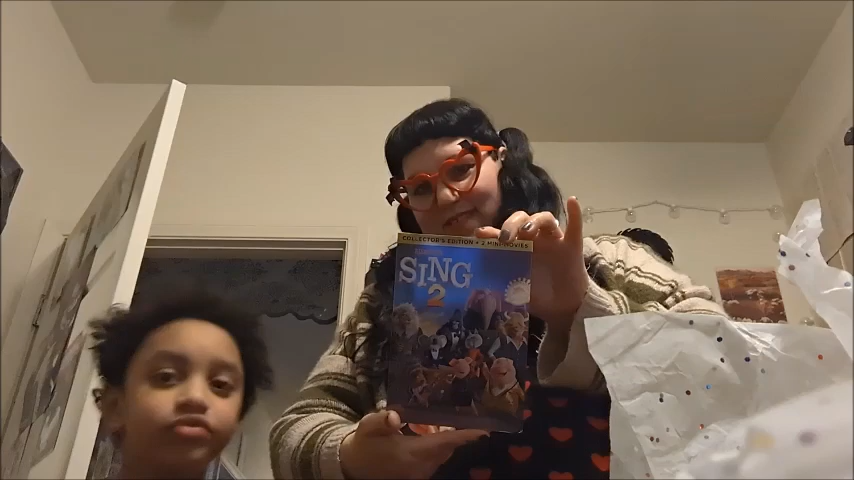 COLLECTOR'S EDITION + 2 MINI-MOVIES
SING
2